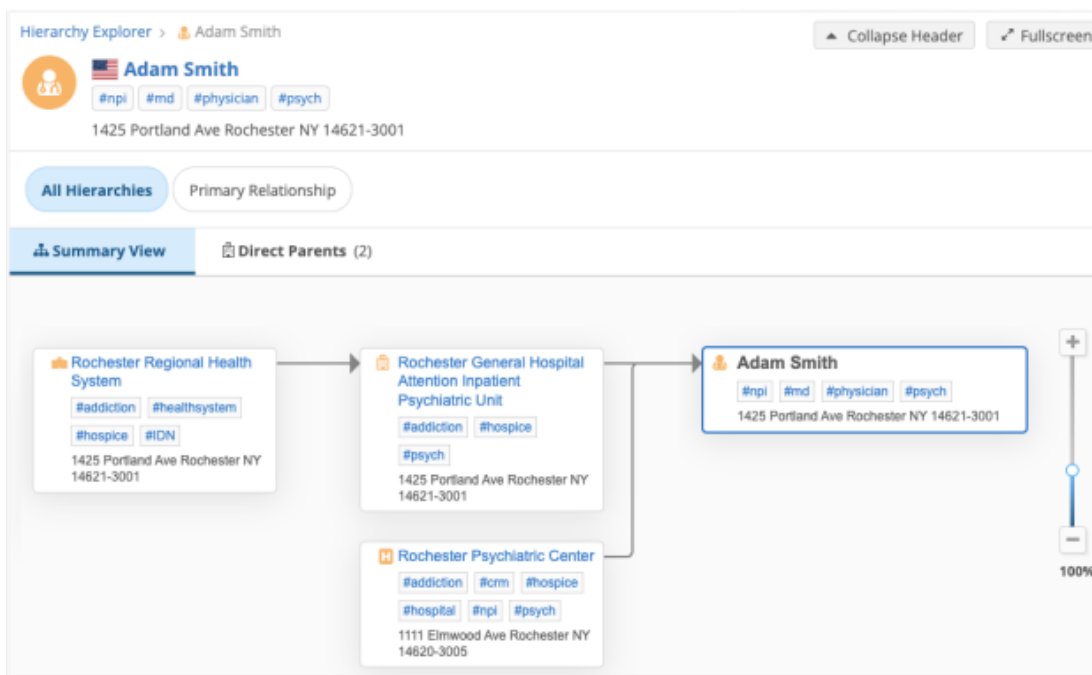 Hierarchy Explorer › Adam Smith
Collapse Header
Fullscreen
Adam Smith
#npi #md #physician #psych
1425 Portland Ave Rochester NY 14621-3001
All Hierarchies
Primary Relationship
Summary View
Direct Parents (2)
Rochester Regional Health
System
#addiction #healthsystem
#hospice #IDN
1425 Portland Ave Rochester NY
14621-3001
Rochester General Hospital
Attention Inpatient
Psychiatric Unit
#addiction #hospice
#psych
1425 Portland Ave Rochester NY
14621-3001
Rochester Psychiatric Center
#addiction #crm #hospice
#hospital #npi #psych
1111 Elmwood Ave Rochester NY
14620-3005
Adam Smith
#npi #md #physician #psych
1425 Portland Ave Rochester NY 14621-3001
+
−
100%